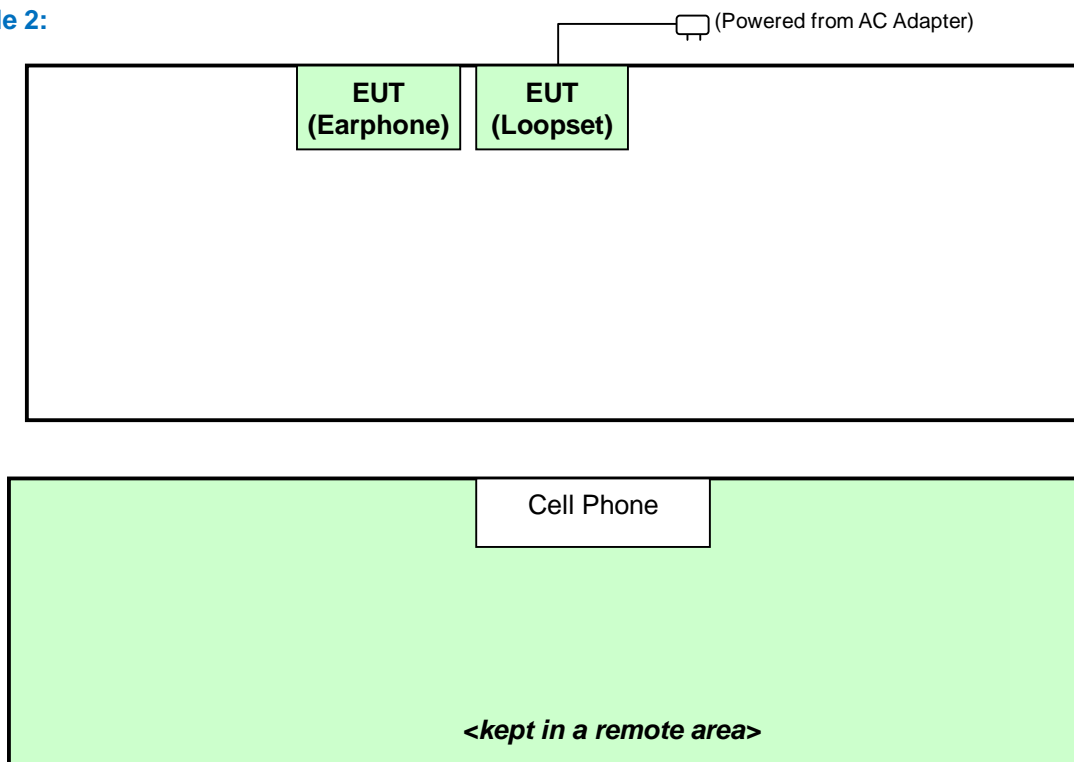 le 2:
(Powered from AC Adapter)
EUT
(Earphone)
EUT
(Loopset)
Cell Phone
<kept in a remote area>